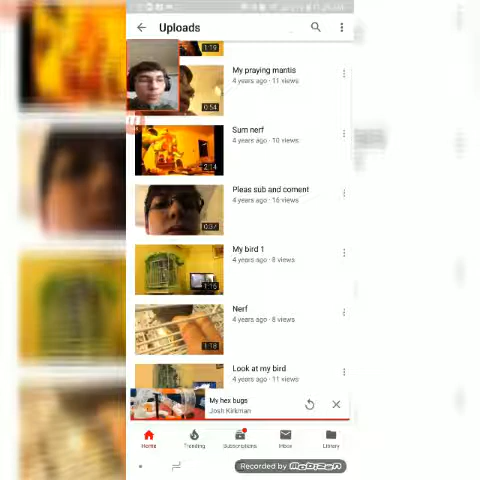 Uploads
1:19
My praying mantis
4 years ago · 11 views
0:54
Sum nerf
4 years ago · 10 views
2:14
Pleas sub and coment
4 years ago · 16 views
0:37
My bird 1
4 years ago · 8 views
1:16
Nerf
4 years ago · 8 views
1:18
Look at my bird
4 years ago · 11 views
My hex bugs
Josh Kirkman
Home
Trending
Subscriptions
Inbox
Library
Recorded by MOBIZEN